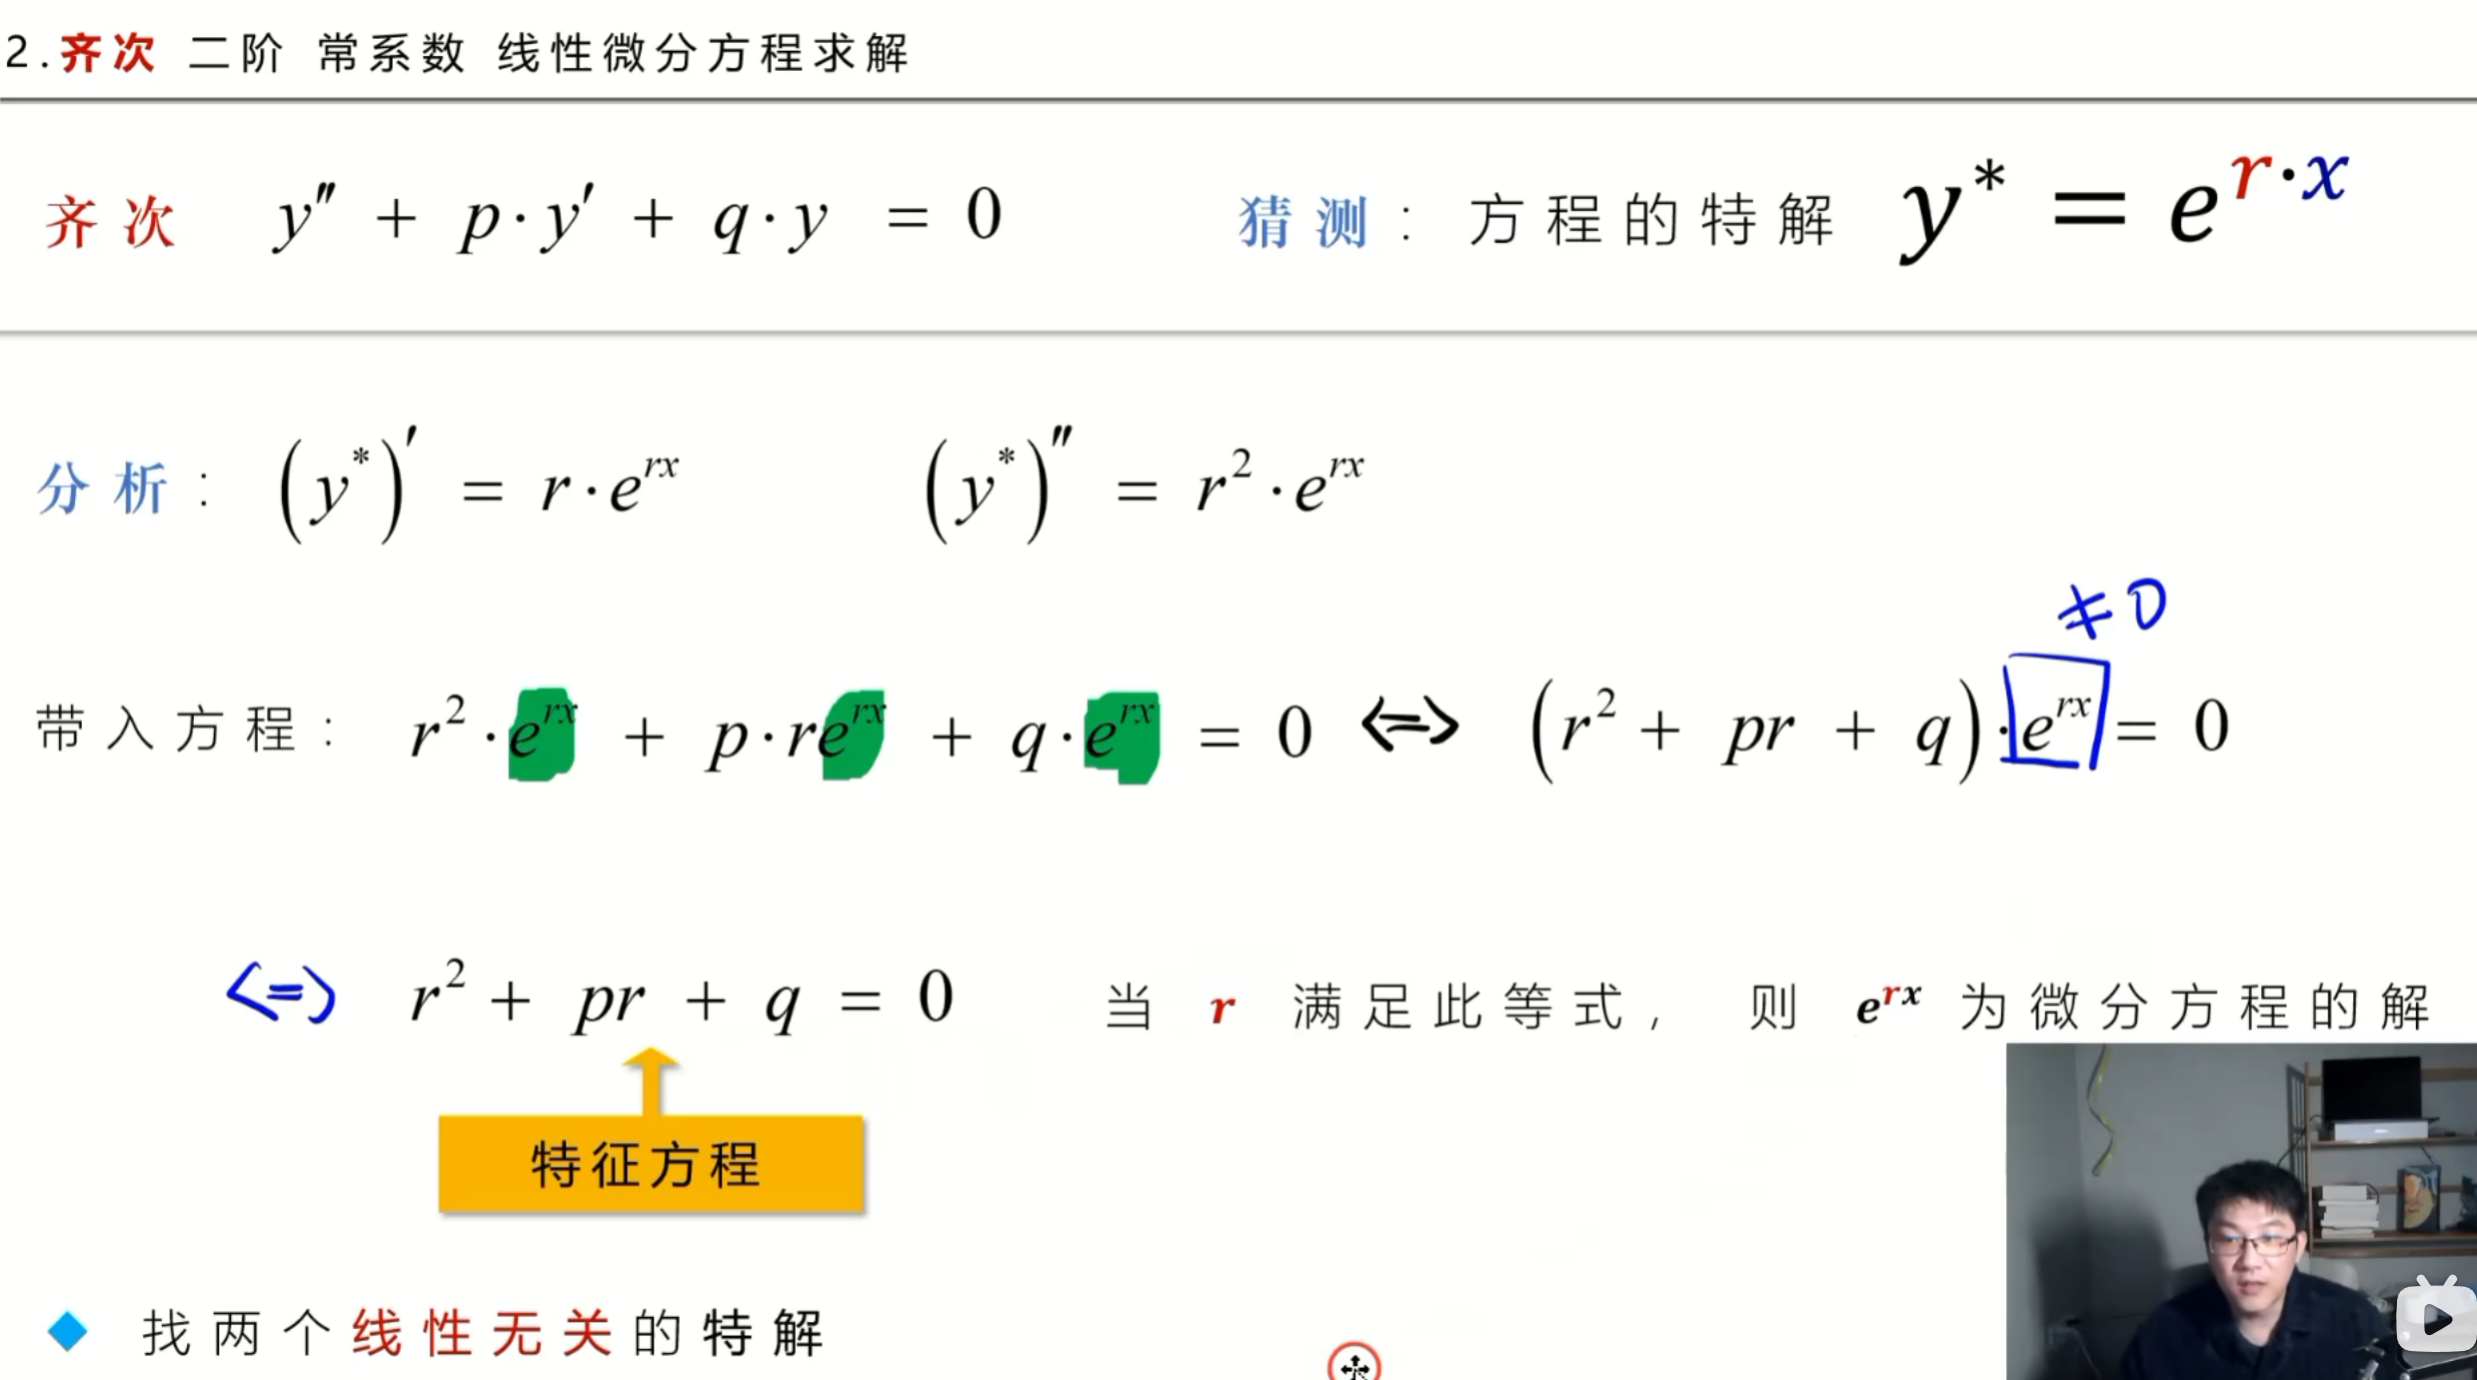 2.齐次 二阶 常系数 线性微分方程求解
齐次 y″ + p·y′ + q·y = 0 猜测：方程的特解 y* = e^{r·x}
分析：(y*)′ = r·e^{rx} (y*)″ = r²·e^{rx}
≠0
带入方程：r²·e^{rx} + p·re^{rx} + q·e^{rx} = 0 <=> (r² + pr + q)·e^{rx} = 0
<=> r² + pr + q = 0 当 r 满足此等式，则 e^{rx} 为微分方程的解
特征方程
找两个线性无关的特解